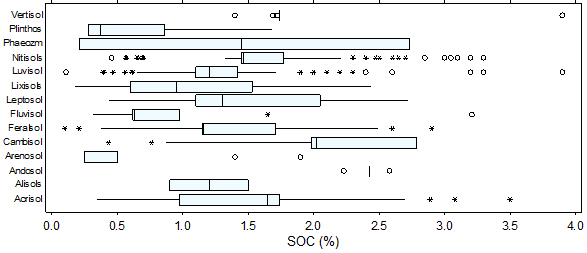 Vertisol
Plinthos
Phaeozm
Nitisols
Luvisol
Lixisols
Leptosol
Fluvisol
Feralsol
Cambisol
Arenosol
Andosol
Alisols
Acrisol
0.0 0.5 1.0 1.5 2.0 2.5 3.0 3.5 4.0
SOC (%)